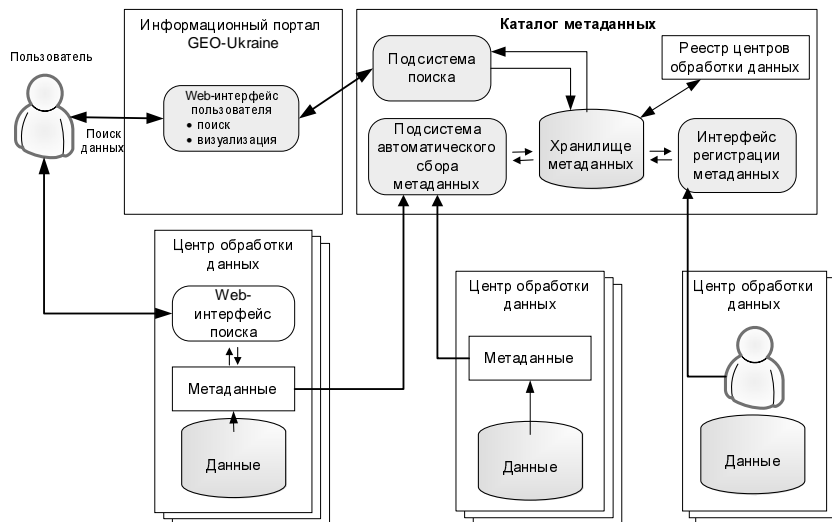 Пользователь
Поиск
данных
Информационный портал
GEO-Ukraine
Web-интерфейс
пользователя
• поиск
• визуализация
Каталог метаданных
Подсистема
поиска
Реестр центров
обработки данных
Подсистема
автоматического
сбора
метаданных
Хранилище
метаданных
Интерфейс
регистрации
метаданных
Центр обработки
данных
Web-
интерфейс
поиска
Метаданные
Данные
Центр обработки
данных
Метаданные
Данные
Центр обработки
данных
Данные